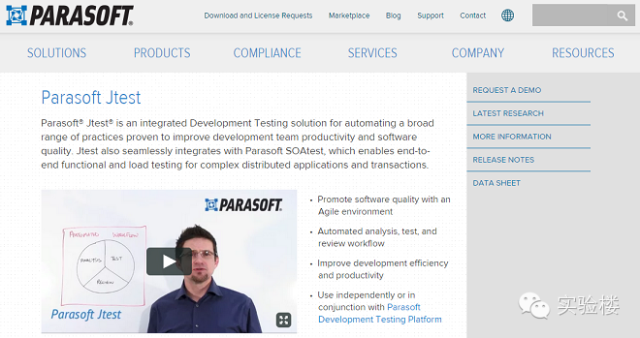 PARASOFT.
Download and License Requests Marketplace Blog Support Contact
SOLUTIONS PRODUCTS COMPLIANCE SERVICES COMPANY RESOURCES
Parasoft Jtest
Parasoft® Jtest® is an integrated Development Testing solution for automating a broad
range of practices proven to improve development team productivity and software
quality. Jtest also seamlessly integrates with Parasoft SOAtest, which enables end-to-
end functional and load testing for complex distributed applications and transactions.
PARASOFT.
ANALYSIS TEST
REVIEW
Parasoft Jtest
• Promote software quality with an
Agile environment
• Automated analysis, test, and
review workflow
• Improve development efficiency
and productivity
• Use independently or in
conjunction with Parasoft
Development Testing Platform
REQUEST A DEMO
LATEST RESEARCH
MORE INFORMATION
RELEASE NOTES
DATA SHEET
实验楼